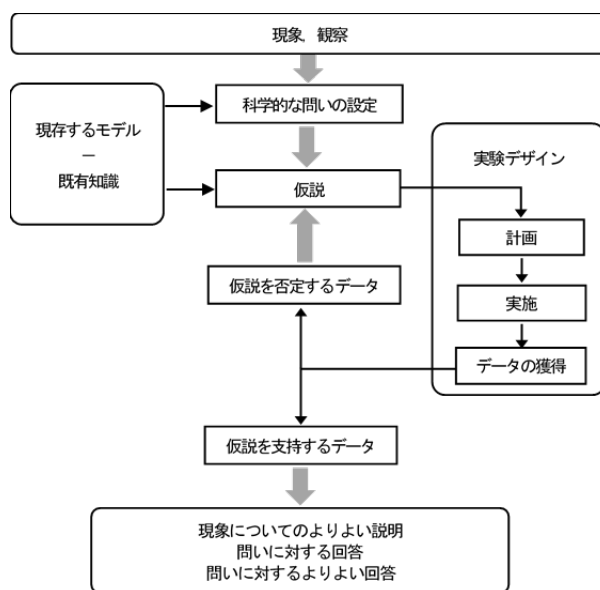 現象，観察
科学的な問いの設定
現存するモデル
－
既有知識
仮説
実験デザイン
計画
仮説を否定するデータ
実施
データの獲得
仮説を支持するデータ
現象についてのよりよい説明
問いに対する回答
問いに対するよりよい回答